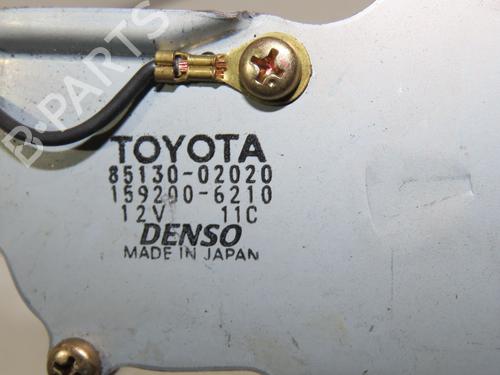 TOYOTA
85130-02020
159200-6210
12V 11C
DENSO
MADE IN JAPAN
B-PARTS